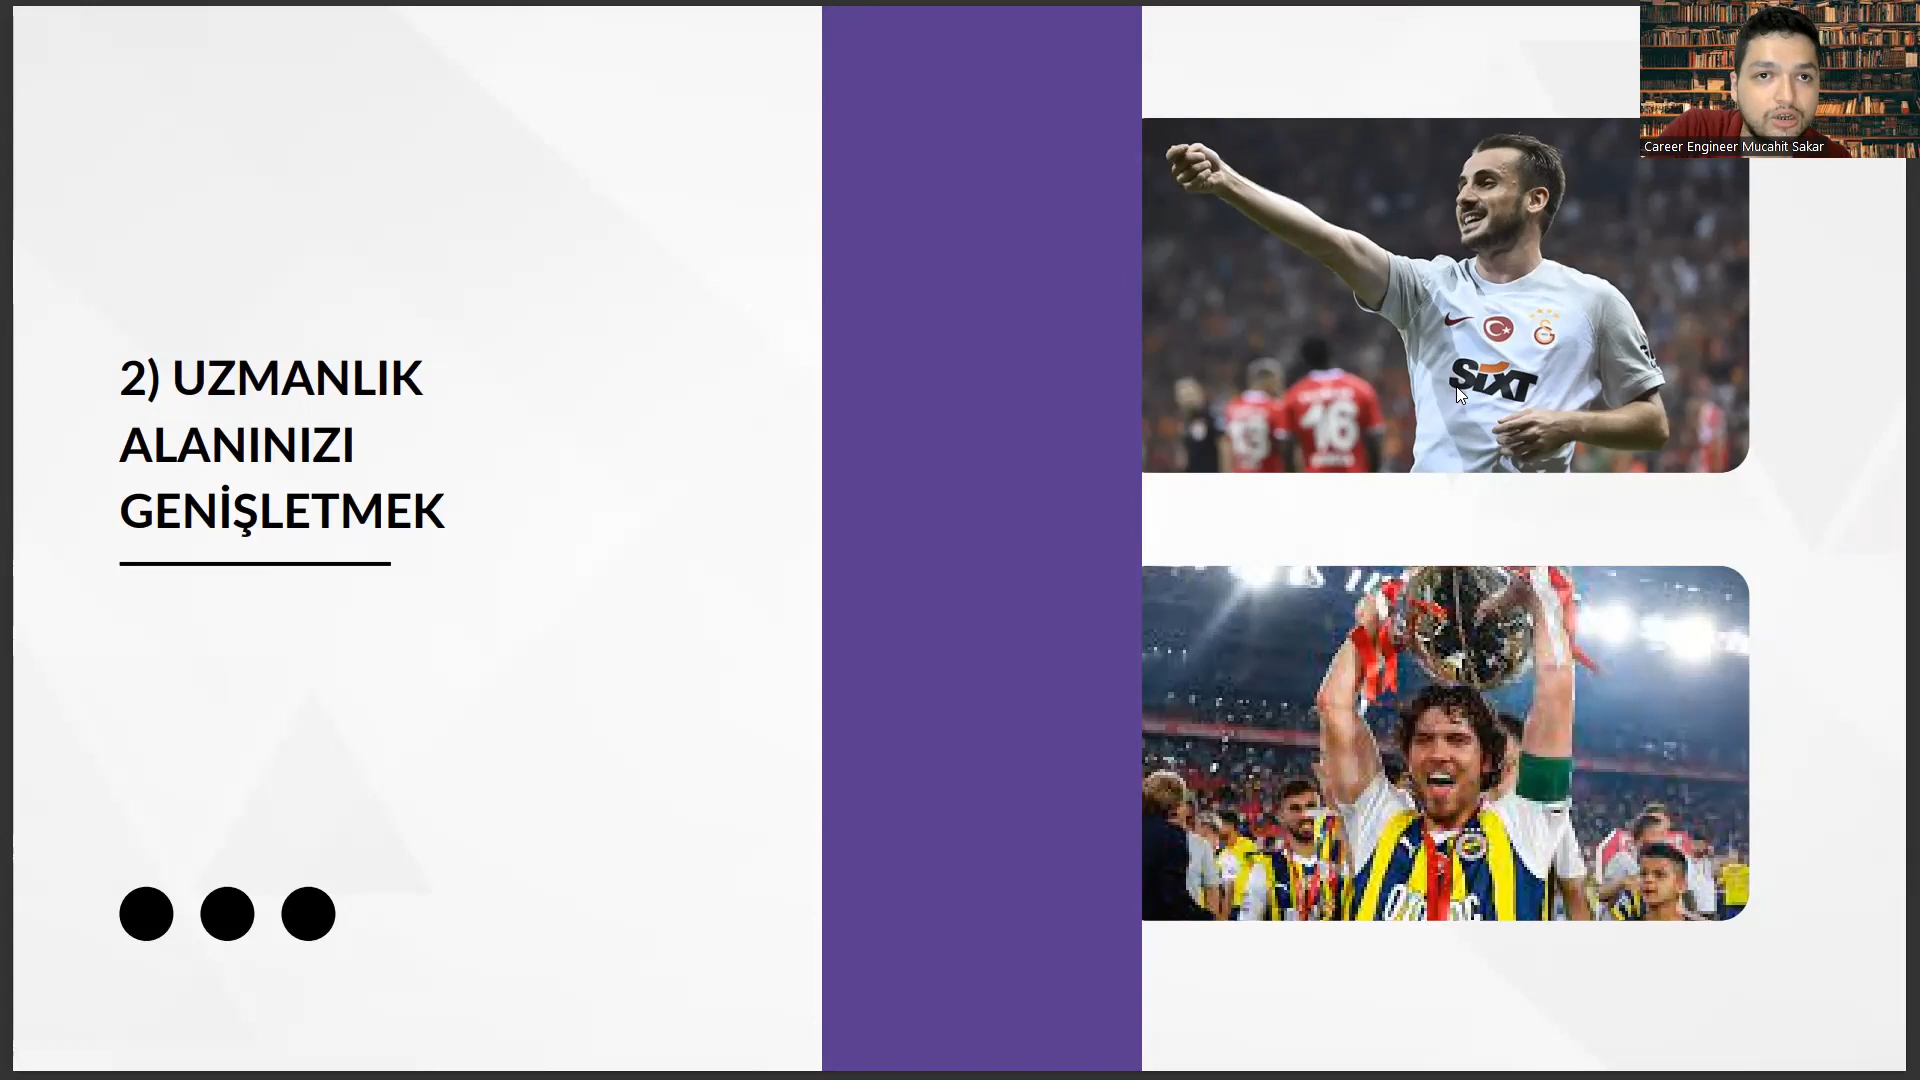 2) UZMANLIK
ALANINIZI
GENİŞLETMEK
Career Engineer Mucahit Sakar
SIXT
16